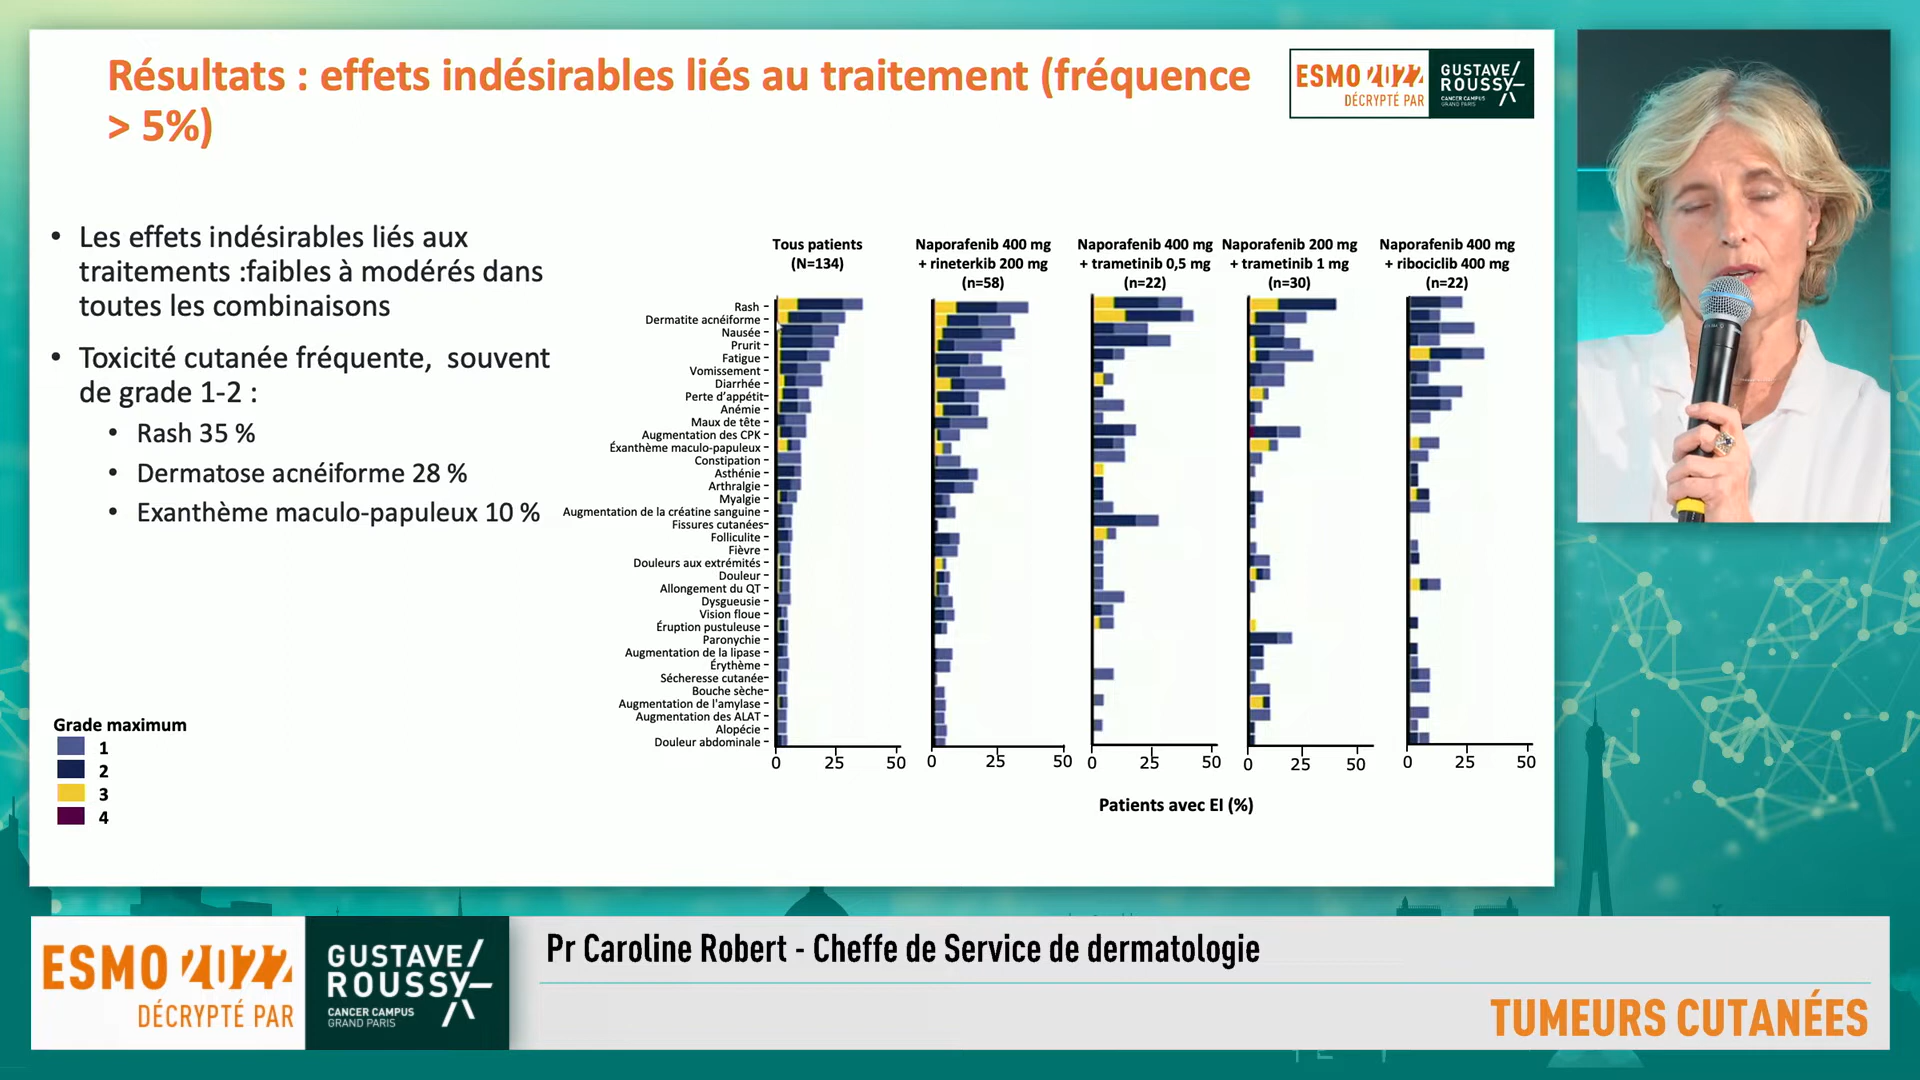 Résultats : effets indésirables liés au traitement (fréquence
> 5%)
ESMO 2022
DÉCRYPTÉ PAR
GUSTAVE/
ROUSSY
CANCER CAMPUS
GRAND PARIS
• Les effets indésirables liés aux
traitements :faibles à modérés dans
toutes les combinaisons
• Toxicité cutanée fréquente, souvent
de grade 1-2 :
• Rash 35 %
• Dermatose acnéiforme 28 %
• Exanthème maculo-papuleux 10 %
Grade maximum
1
2
3
4
Tous patients
(N=134)
Naporafenib 400 mg
+ rineterkib 200 mg
(n=58)
Naporafenib 400 mg
+ trametinib 0,5 mg
(n=22)
Naporafenib 200 mg
+ trametinib 1 mg
(n=30)
Naporafenib 400 mg
+ ribociclib 400 mg
(n=22)
Rash
Dermatite acnéiforme
Nausée
Prurit
Fatigue
Vomissement
Diarrhée
Perte d’appétit
Anémie
Maux de tête
Augmentation des CPK
Éxanthème maculo-papuleux
Constipation
Asthénie
Arthralgie
Myalgie
Augmentation de la créatine sanguine
Fissures cutanées
Folliculite
Fièvre
Douleurs aux extrémités
Douleur
Allongement du QT
Dysgueusie
Vision floue
Éruption pustuleuse
Paronychie
Augmentation de la lipase
Érythème
Sécheresse cutanée
Bouche sèche
Augmentation de l'amylase
Augmentation des ALAT
Alopécie
Douleur abdominale
0 25 50
0 25 50
0 25 50
0 25 50
0 25 50
Patients avec EI (%)
ESMO 2022
DÉCRYPTÉ PAR
GUSTAVE/
ROUSSY
CANCER CAMPUS
GRAND PARIS
Pr Caroline Robert - Cheffe de Service de dermatologie
TUMEURS CUTANÉES